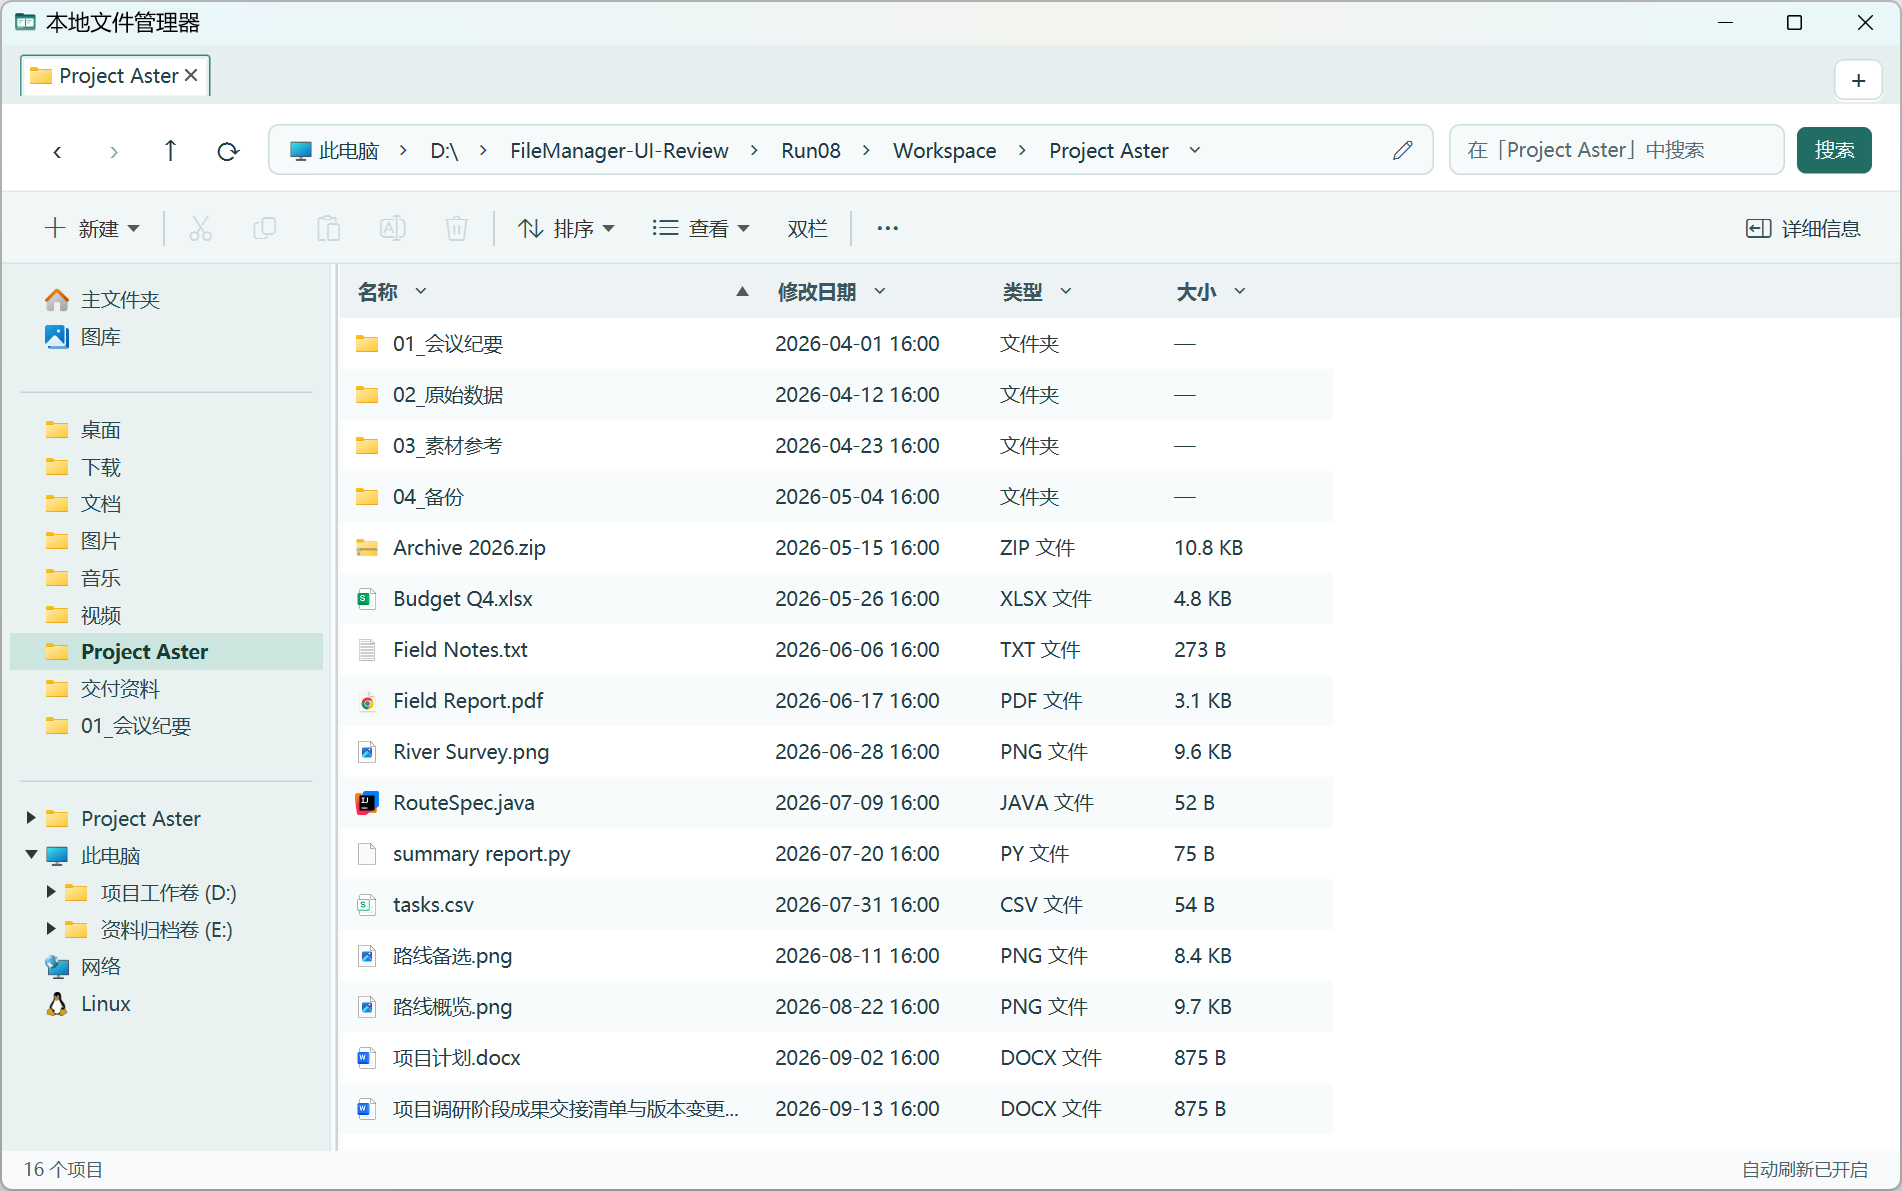 本地文件管理器
Project Aster
此电脑 D:\ FileManager-UI-Review Run08 Workspace Project Aster
在「Project Aster」中搜索
搜索
新建 排序 查看 双栏 ··· 详细信息
主文件夹
图库
桌面
下载
文档
图片
音乐
视频
Project Aster
交付资料
01_会议纪要
Project Aster
此电脑
项目工作卷 (D:)
资料归档卷 (E:)
网络
Linux
名称 修改日期 类型 大小
01_会议纪要 2026-04-01 16:00 文件夹 —
02_原始数据 2026-04-12 16:00 文件夹 —
03_素材参考 2026-04-23 16:00 文件夹 —
04_备份 2026-05-04 16:00 文件夹 —
Archive 2026.zip 2026-05-15 16:00 ZIP 文件 10.8 KB
Budget Q4.xlsx 2026-05-26 16:00 XLSX 文件 4.8 KB
Field Notes.txt 2026-06-06 16:00 TXT 文件 273 B
Field Report.pdf 2026-06-17 16:00 PDF 文件 3.1 KB
River Survey.png 2026-06-28 16:00 PNG 文件 9.6 KB
RouteSpec.java 2026-07-09 16:00 JAVA 文件 52 B
summary report.py 2026-07-20 16:00 PY 文件 75 B
tasks.csv 2026-07-31 16:00 CSV 文件 54 B
路线备选.png 2026-08-11 16:00 PNG 文件 8.4 KB
路线概览.png 2026-08-22 16:00 PNG 文件 9.7 KB
项目计划.docx 2026-09-02 16:00 DOCX 文件 875 B
项目调研阶段成果交接清单与版本变更... 2026-09-13 16:00 DOCX 文件 875 B
16 个项目
自动刷新已开启